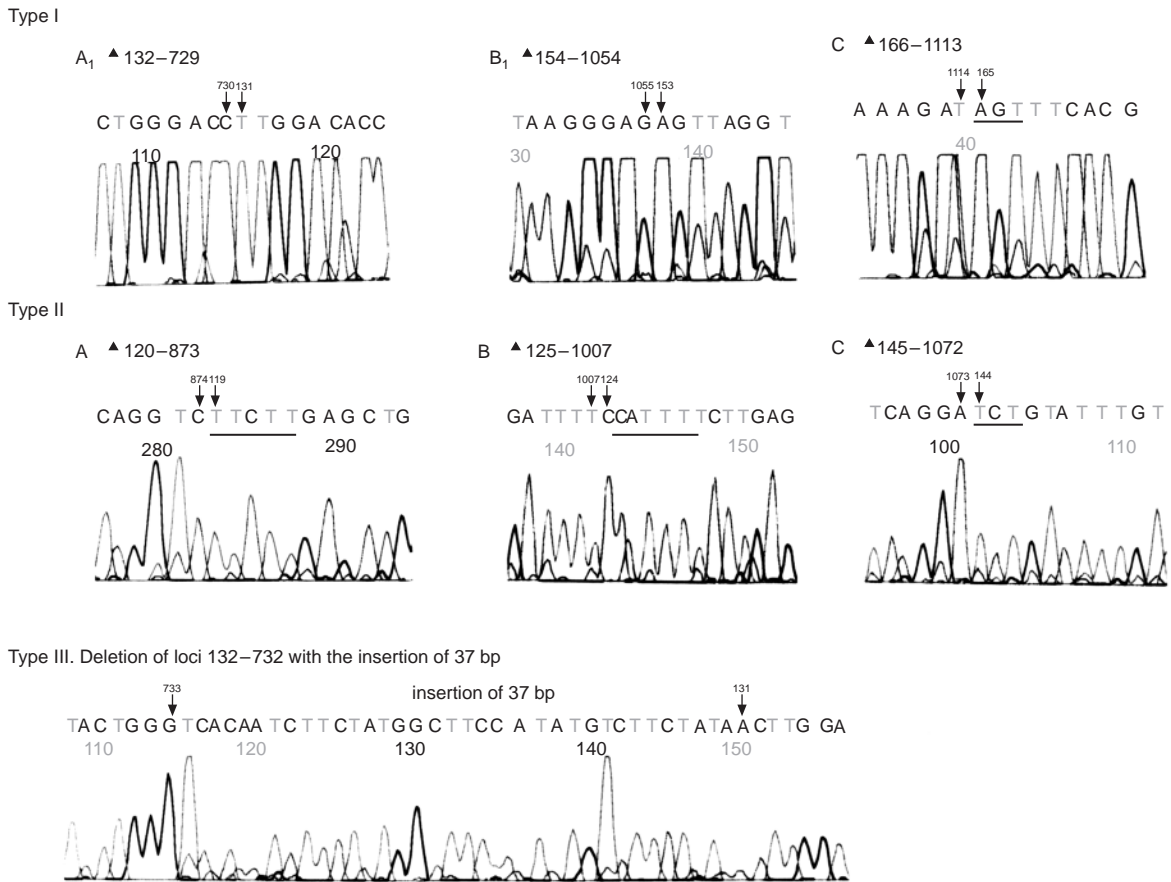 Type I
A1 ▲ 132–729
B1 ▲ 154–1054
C ▲ 166–1113
730 131
1055 153
1114 165
CTGGGACCTTGGACACC
TAAGGGAGAGTTAGGT
AAAGATAGTTTCACG
110 120
30 140
40
Type II
A ▲ 120–873
B ▲ 125–1007
C ▲ 145–1072
874 119
1007 124
1073 144
CAGGTCTTCTTGAGCTG
GATTTTCCATTTTCTTGAG
TCAGGATCTGTATTTGT
280 290
140 150
100 110
Type III. Deletion of loci 132–732 with the insertion of 37 bp
733 insertion of 37 bp 131
TACTGGGTCACAATCTTCTATGGCTTCCATATGTCTTCTATAACTTGGA
110 120 130 140 150